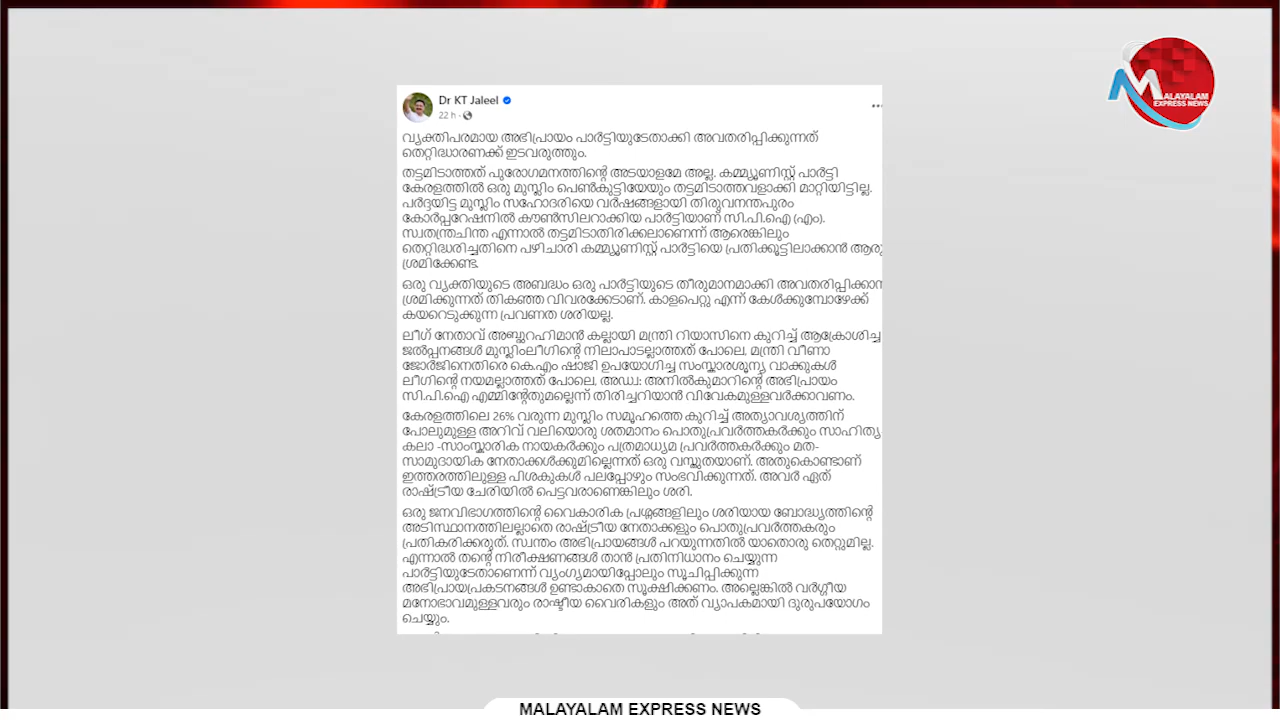 MALAYALAM
EXPRESS NEWS
Dr KT Jaleel
22 h ·
വ്യക്തിപരമായ അഭിപ്രായം പാർട്ടിയുടേതാക്കി അവതരിപ്പിക്കുന്നത്
തെറ്റിദ്ധാരണക്ക് ഇടവരുത്തും.
തട്ടമിടാത്തത് പുരോഗമനത്തിന്റെ അടയാളമേ അല്ല. കമ്മ്യൂണിസ്റ്റ് പാർട്ടി
കേരളത്തിൽ ഒരു മുസ്ലിം പെൺകുട്ടിയേയും തട്ടമിടാത്തവളാക്കി മാറ്റിയിട്ടില്ല.
പർദ്ദയിട്ട മുസ്ലിം സഹോദരിയെ വർഷങ്ങളായി തിരുവനന്തപുരം
കോർപ്പറേഷനിൽ കൗൺസിലറാക്കിയ പാർട്ടിയാണ് സി.പി.ഐ (എം).
സ്വതന്ത്രചിന്ത എന്നാൽ തട്ടമിടാതിരിക്കലാണെന്ന് ആരെങ്കിലും
തെറ്റിദ്ധരിച്ചതിനെ പഴിചാരി കമ്മ്യൂണിസ്റ്റ് പാർട്ടിയെ പ്രതിക്കൂട്ടിലാക്കാൻ ആരു
ശ്രമിക്കേണ്ട.
ഒരു വ്യക്തിയുടെ അബദ്ധം ഒരു പാർട്ടിയുടെ തീരുമാനമാക്കി അവതരിപ്പിക്കാൻ
ശ്രമിക്കുന്നത് തികഞ്ഞ വിവരക്കേടാണ്. കാളപെറ്റു എന്ന് കേൾക്കുമ്പോഴേക്ക്
കയറെടുക്കുന്ന പ്രവണത ശരിയല്ല.
ലീഗ് നേതാവ് അബ്ദുറഹിമാൻ കല്ലായി മന്ത്രി റിയാസിനെ കുറിച്ച് ആക്രോശിച്ച
ജൽപ്പനങ്ങൾ മുസ്ലിംലീഗിന്റെ നിലാപാടല്ലാത്തത് പോലെ, മന്ത്രി വീണാ
ജോർജിനെതിരെ കെ.എം ഷാജി ഉപയോഗിച്ച സംസ്കാരശൂന്യ വാക്കുകൾ
ലീഗിന്റെ നയമല്ലാത്തത് പോലെ, അഡ്വ: അനിൽകുമാറിന്റെ അഭിപ്രായം
സി.പി.ഐ എമ്മിന്റേതുമല്ലെന്ന് തിരിച്ചറിയാൻ വിവേകമുള്ളവർക്കാവണം.
കേരളത്തിലെ 26% വരുന്ന മുസ്ലിം സമൂഹത്തെ കുറിച്ച് അത്യാവശ്യത്തിന്
പോലുമുള്ള അറിവ് വലിയൊരു ശതമാനം പൊതുപ്രവർത്തകർക്കും സാഹിത്യ
കലാ -സാംസ്കാരിക നായകർക്കും പത്രമാധ്യമ പ്രവർത്തകർക്കും മത-
സാമുദായിക നേതാക്കൾക്കുമില്ലെന്നത് ഒരു വസ്തുതയാണ്. അതുകൊണ്ടാണ്
ഇത്തരത്തിലുള്ള പിശകുകൾ പലപ്പോഴും സംഭവിക്കുന്നത്. അവർ ഏത്
രാഷ്ട്രീയ ചേരിയിൽ പെട്ടവരാണെങ്കിലും ശരി.
ഒരു ജനവിഭാഗത്തിന്റെ വൈകാരിക പ്രശ്നങ്ങളിലും ശരിയായ ബോദ്ധ്യത്തിന്റെ
അടിസ്ഥാനത്തിലല്ലാതെ രാഷ്ട്രീയ നേതാക്കളും പൊതുപ്രവർത്തകരും
പ്രതികരിക്കരുത്. സ്വന്തം അഭിപ്രായങ്ങൾ പറയുന്നതിൽ യാതൊരു തെറ്റുമില്ല.
എന്നാൽ തന്റെ നിരീക്ഷണങ്ങൾ താൻ പ്രതിനിധാനം ചെയ്യുന്ന
പാർട്ടിയുടേതാണെന്ന് വ്യംഗ്യമായിപ്പോലും സൂചിപ്പിക്കുന്ന
അഭിപ്രായപ്രകടനങ്ങൾ ഉണ്ടാകാതെ സൂക്ഷിക്കണം. അല്ലെങ്കിൽ വർഗ്ഗീയ
മനോഭാവമുള്ളവരും രാഷ്ടീയ വൈരികളും അത് വ്യാപകമായി ദുരുപയോഗം
ചെയ്യും.
MALAYALAM EXPRESS NEWS